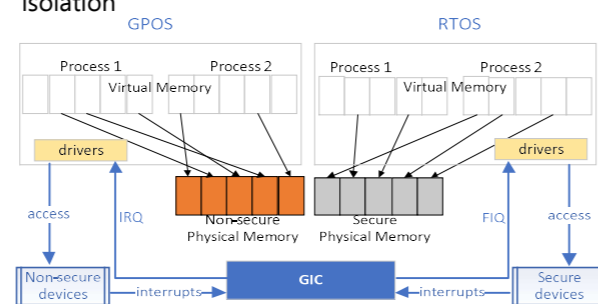 isolation
GPOS
RTOS
Process 1
Process 2
Virtual Memory
Process 1
Process 2
Virtual Memory
drivers
drivers
access
IRQ
Non-secure
Physical Memory
Secure
Physical Memory
FIQ
access
Non-secure
devices
interrupts
GIC
interrupts
Secure
devices